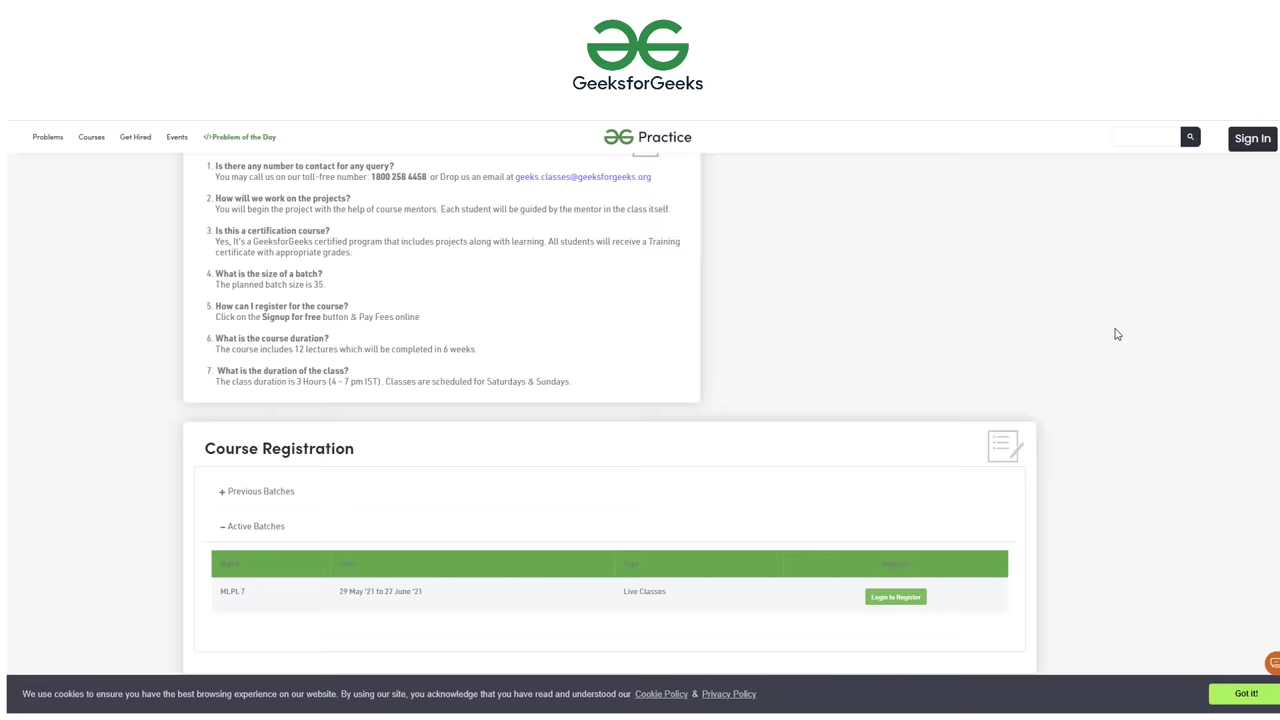 GeeksforGeeks
Problems Courses Get Hired Events </>Problem of the Day Practice Sign In
1. Is there any number to contact for any query?
You may call us on our toll-free number: 1800 258 4458 or Drop us an email at geeks.classes@geeksforgeeks.org
2. How will we work on the projects?
You will begin the project with the help of course mentors. Each student will be guided by the mentor in the class itself.
3. Is this a certification course?
Yes, It's a GeeksforGeeks certified program that includes projects along with learning. All students will receive a Training
certificate with appropriate grades.
4. What is the size of a batch?
The planned batch size is 35.
5. How can I register for the course?
Click on the Signup for free button & Pay Fees online
6. What is the course duration?
The course includes 12 lectures which will be completed in 6 weeks.
7. What is the duration of the class?
The class duration is 3 Hours (4 - 7 pm IST). Classes are scheduled for Saturdays & Sundays.
Course Registration
+ Previous Batches
− Active Batches
MLPL 7 29 May '21 to 27 June '21 Live Classes Login to Register
We use cookies to ensure you have the best browsing experience on our website. By using our site, you acknowledge that you have read and understood our Cookie Policy & Privacy Policy Got it!